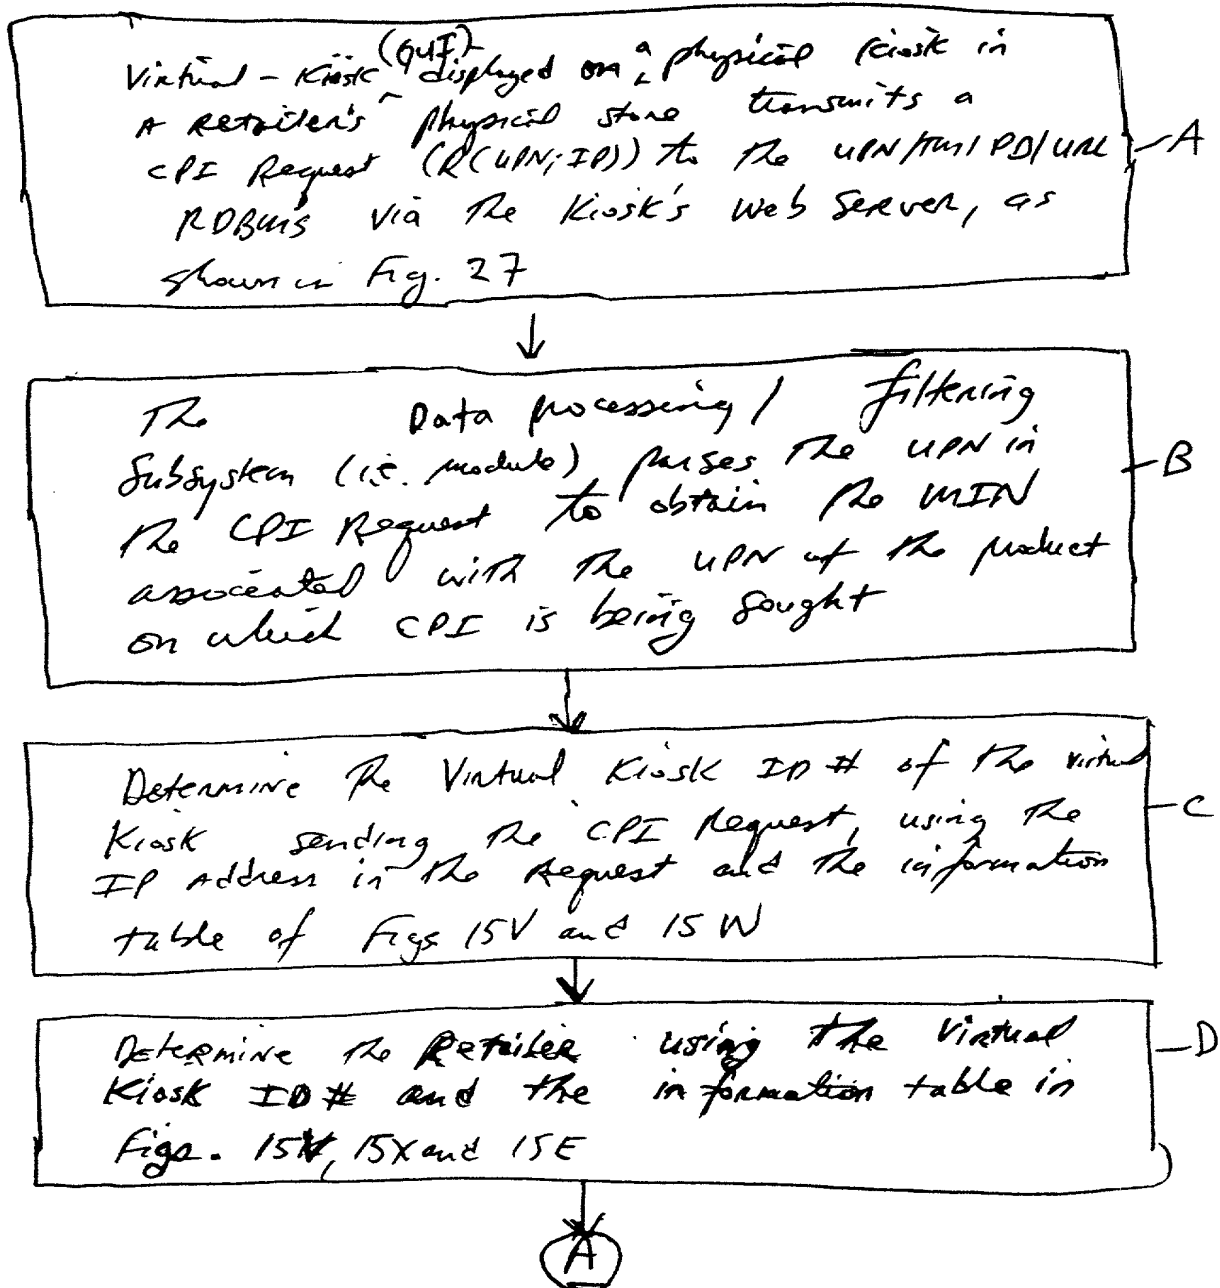 (GUI)
Virtual-Kiosk ^ displayed on ^a physical Kiosk in
A Retailer's physical store transmits a
CPI Request (R(UPN;IP)) to the UPN/TM/PD/URL
RDBMS via the Kiosk's Web Server, as
shown in Fig. 27
A
The Data processing / filtering
Subsystem (i.e. module) parses the UPN in
the CPI Request to obtain the MIN
associated with the UPN of the product
on which CPI is being sought
B
Determine the Virtual Kiosk ID # of the virtual
Kiosk sending the CPI Request, using the
IP Address in the Request and the information
table of Figs 15V and 15W
C
Determine the Retailer using the Virtual
Kiosk ID # and the information table in
Figs. 15, 15X and 15E
D
A